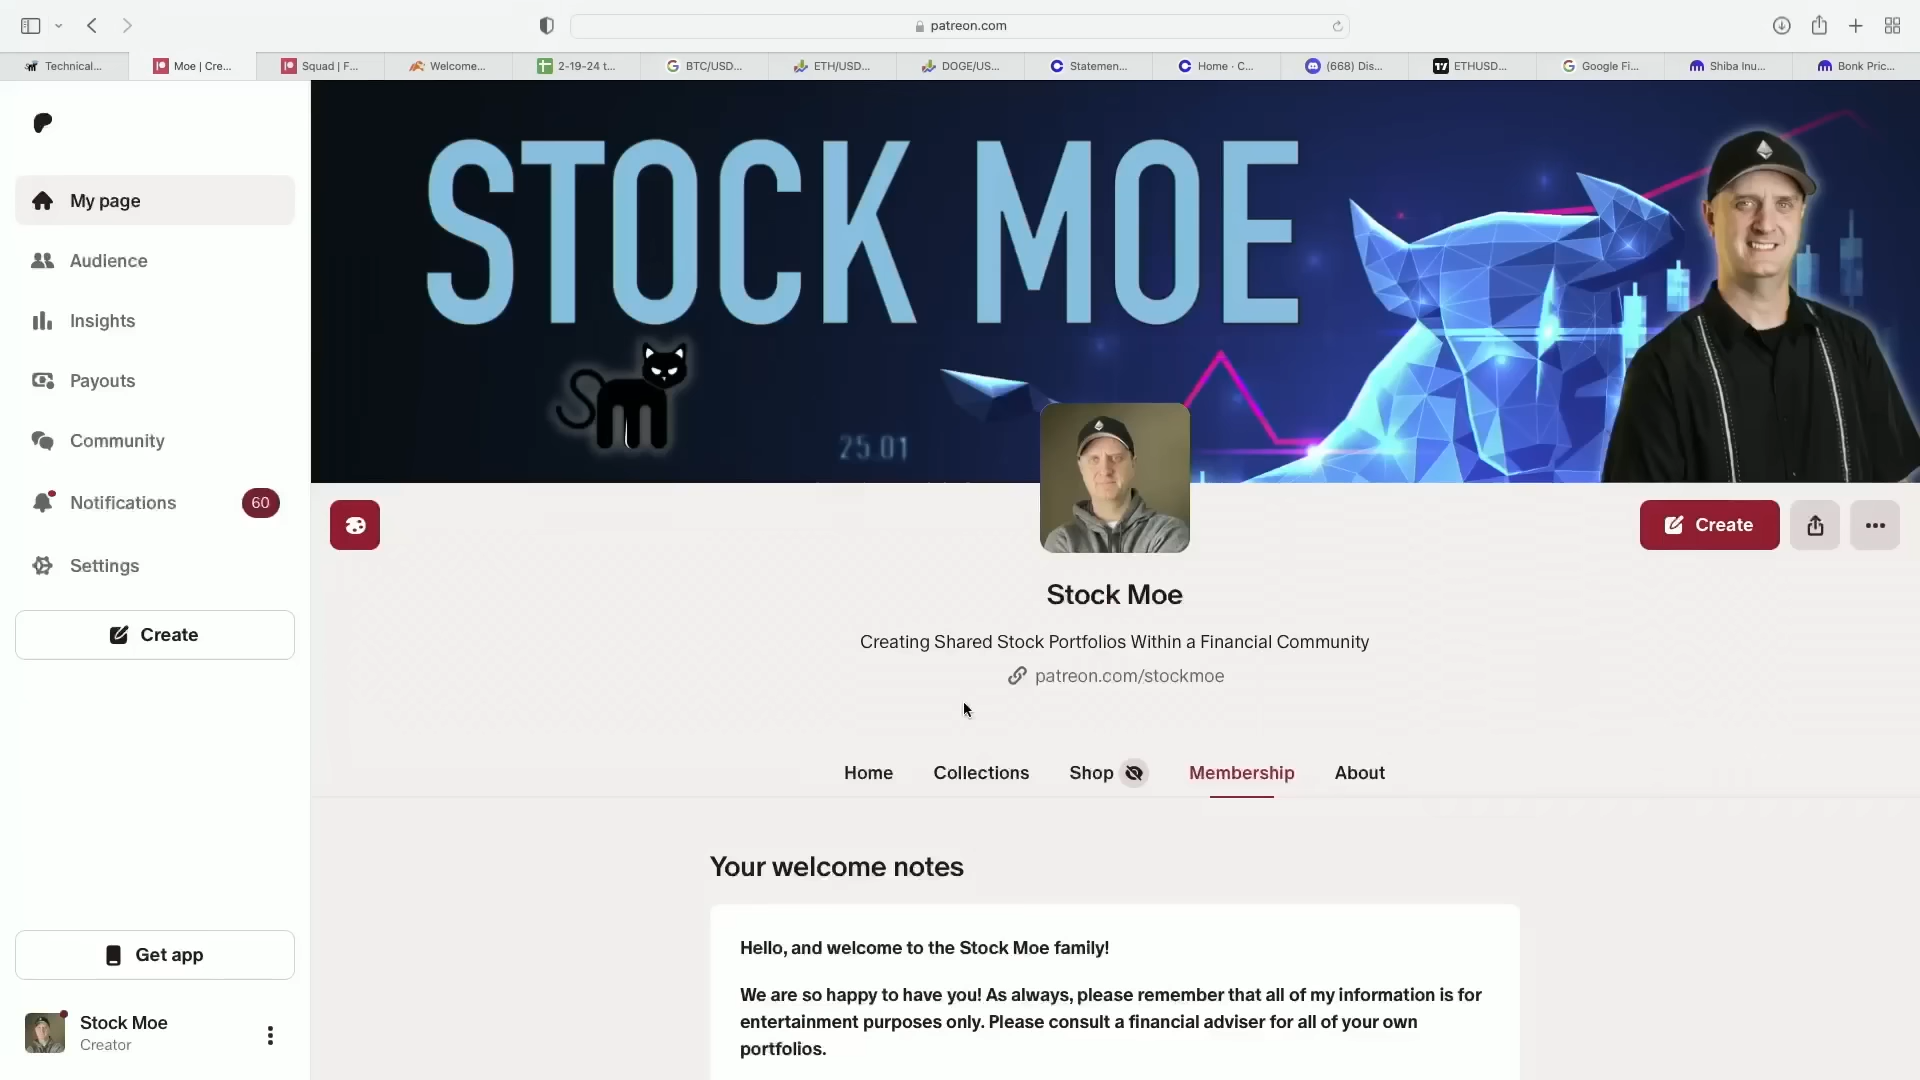 patreon.com
Technical...
Moe | Cre...
Squad | F...
Welcome...
2-19-24 t...
BTC/USD...
ETH/USD...
DOGE/US...
Statemen...
Home · C...
(668) Dis...
ETHUSD...
Google Fi...
Shiba Inu...
Bonk Pric...
My page
Audience
Insights
Payouts
Community
Notifications 60
Settings
Create
Get app
Stock Moe
Creator
STOCK MOE
25.01
Create
Stock Moe
Creating Shared Stock Portfolios Within a Financial Community
patreon.com/stockmoe
Home Collections Shop Membership About
Your welcome notes
Hello, and welcome to the Stock Moe family!
We are so happy to have you! As always, please remember that all of my information is for
entertainment purposes only. Please consult a financial adviser for all of your own
portfolios.